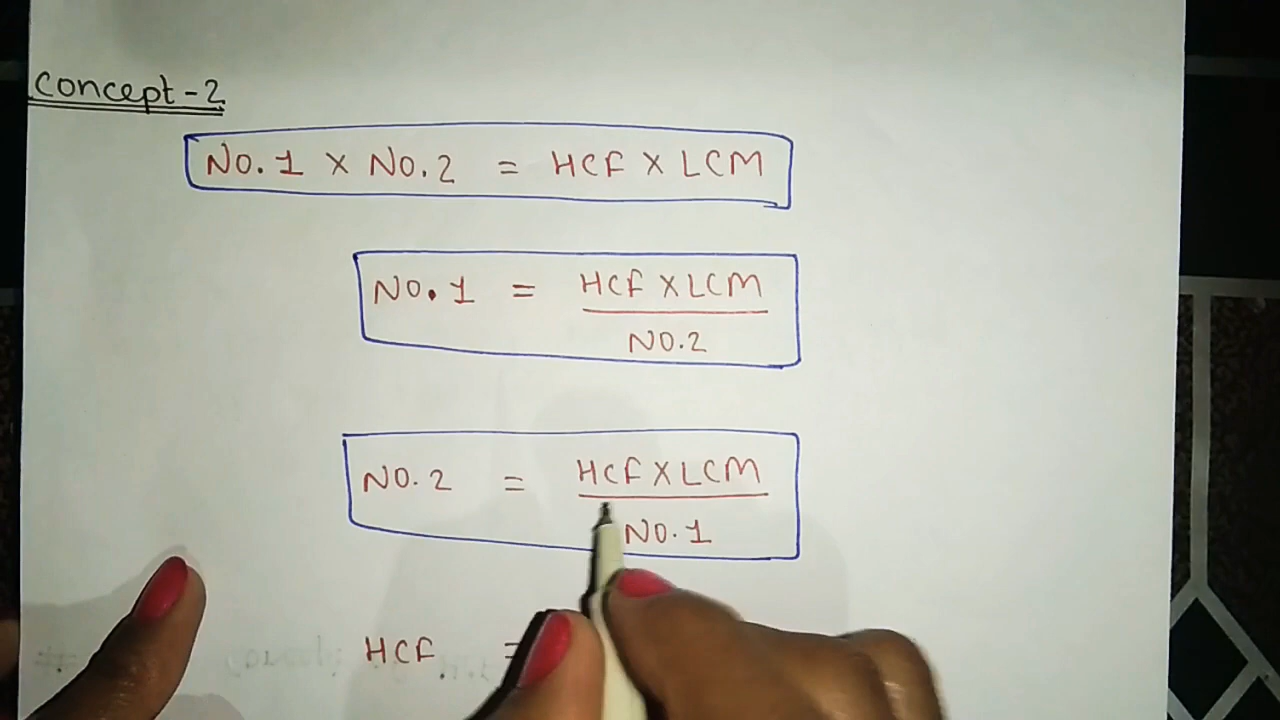 Concept-2
NO.1 X NO.2 = HCF X LCM
NO.1 = HCF X LCM
NO.2
NO.2 = HCF X LCM
NO.1
HCF =